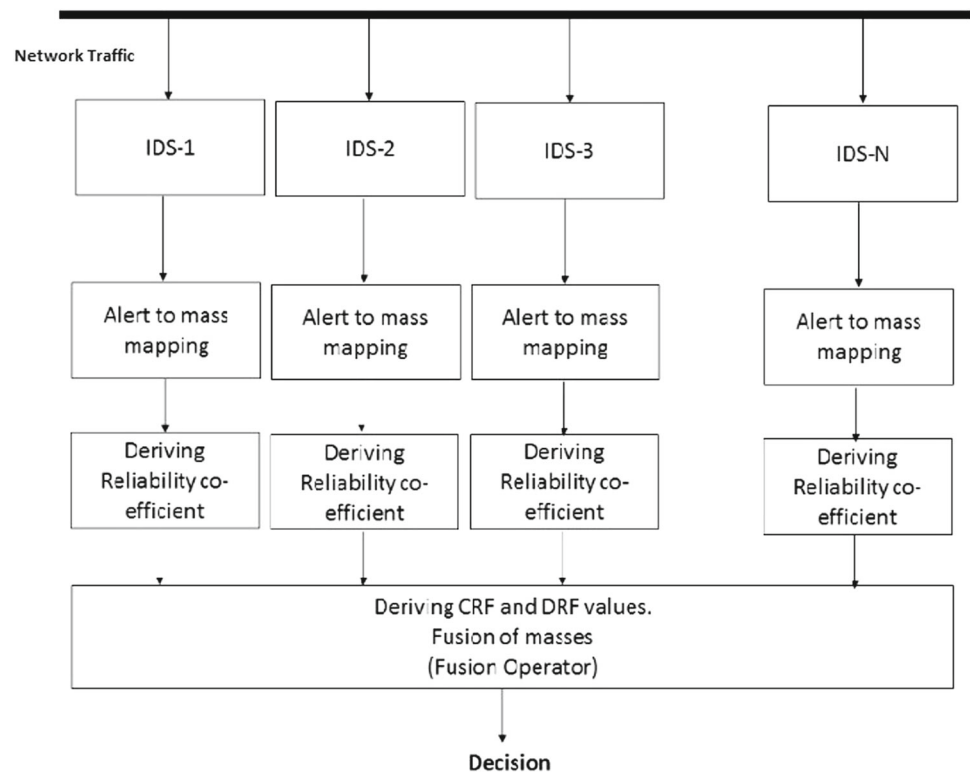 Network Traffic
IDS-1
IDS-2
IDS-3
IDS-N
Alert to mass
mapping
Alert to mass
mapping
Alert to mass
mapping
Alert to mass
mapping
Deriving
Reliability co-
efficient
Deriving
Reliability co-
efficient
Deriving
Reliability co-
efficient
Deriving
Reliability co-
efficient
Deriving CRF and DRF values.
Fusion of masses
(Fusion Operator)
Decision